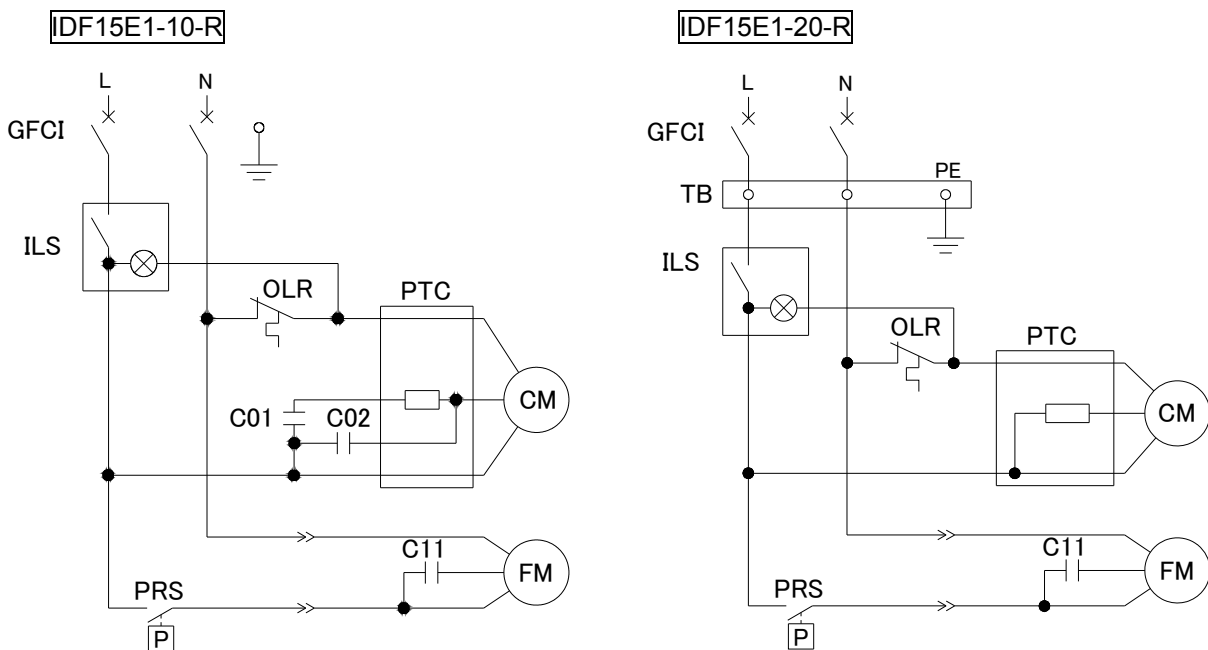 IDF15E1-10-R
L N
GFCI
ILS
OLR PTC
C01 C02 CM
C11
FM
PRS
P
IDF15E1-20-R
L N
GFCI
PE
TB
ILS
OLR PTC
CM
C11
FM
PRS
P